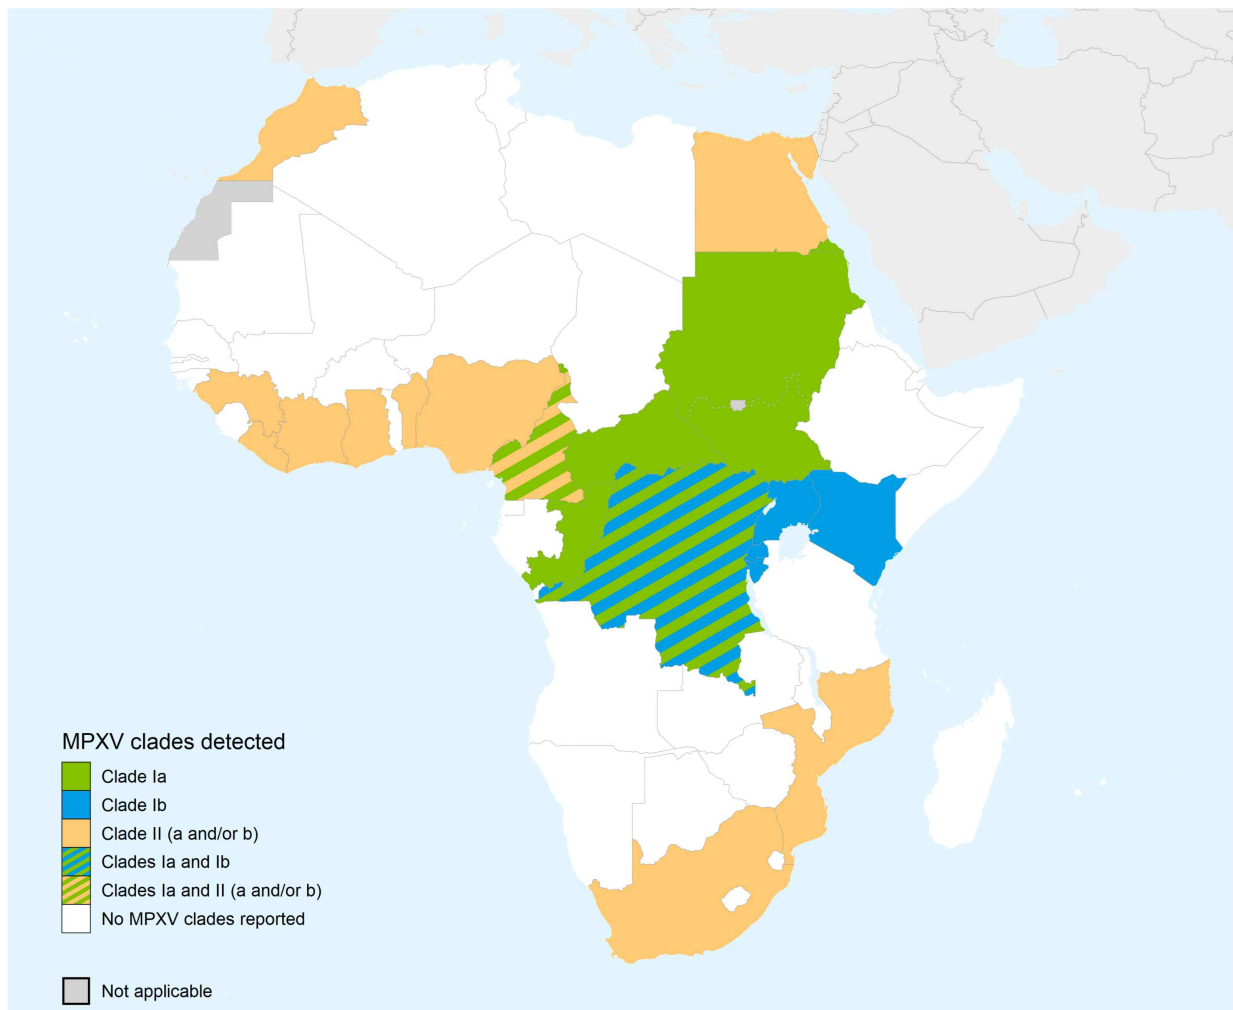 MPXV clades detected
Clade Ia
Clade Ib
Clade II (a and/or b)
Clades Ia and Ib
Clades Ia and II (a and/or b)
No MPXV clades reported
Not applicable